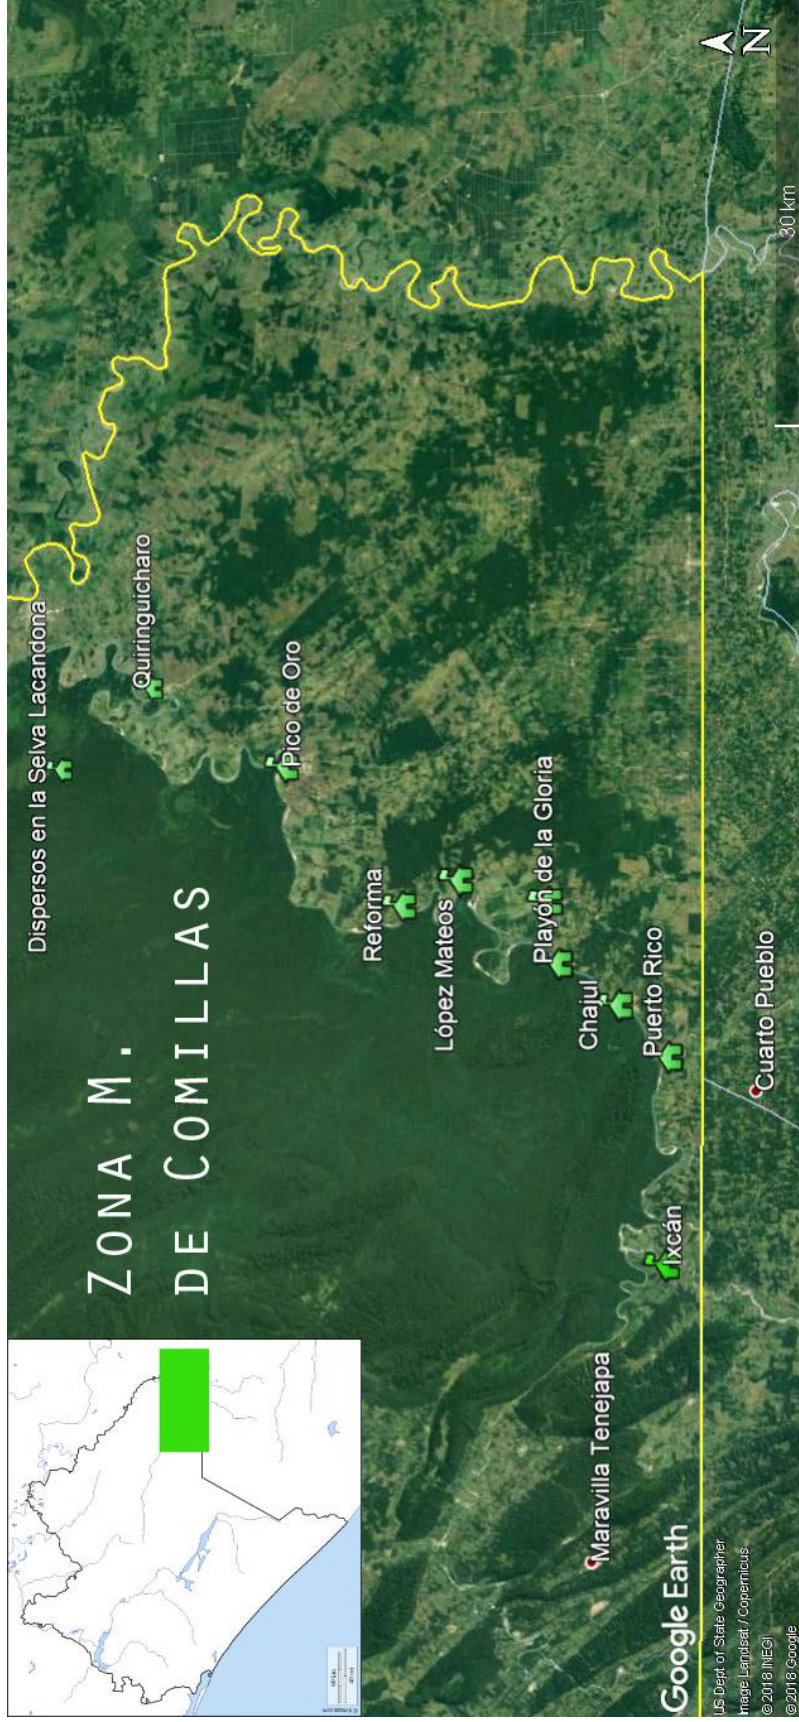 ZONA M.
DE COMILLAS
Dispersos en la Selva Lacandona
Quiringuicharo
Pico de Oro
Reforma
López Mateos
Playón de la Gloria
Chajul
Puerto Rico
Ixcán
Maravilla Tenejapa
Cuarto Pueblo
Google Earth
US Dept of State Geographer
Image Landsat / Copernicus
© 2018 INEGI
© 2018 Google
N
30 km